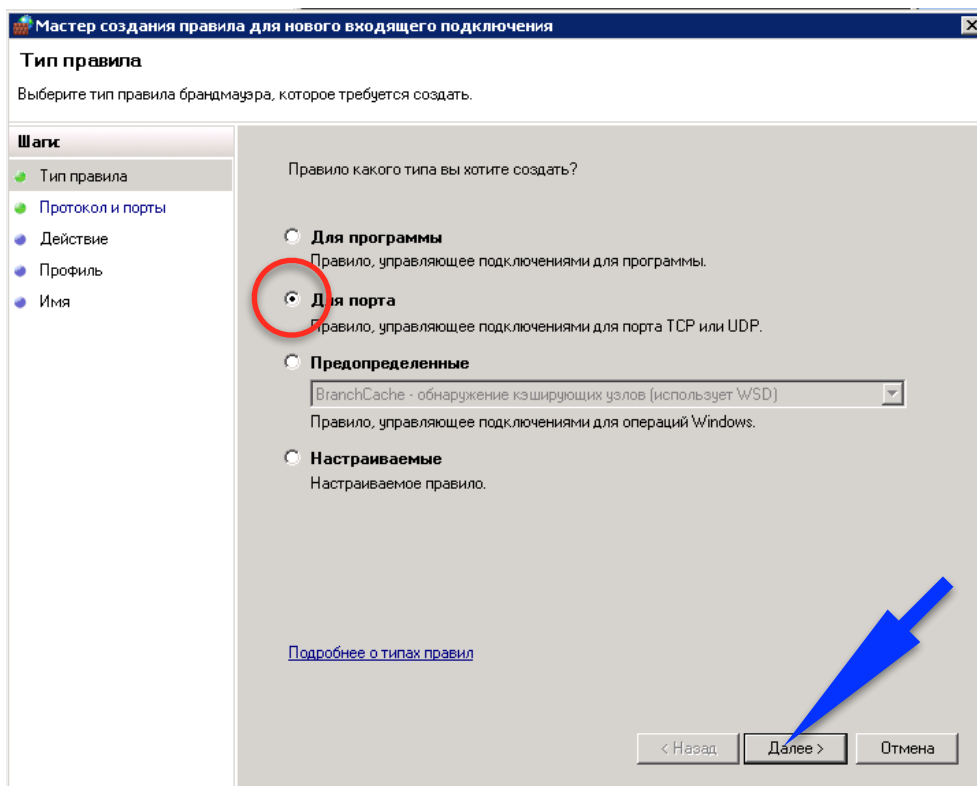 Мастер создания правила для нового входящего подключения
Тип правила
Выберите тип правила брандмауэра, которое требуется создать.
Шаги:
Тип правила
Протокол и порты
Действие
Профиль
Имя
Правило какого типа вы хотите создать?
Для программы
Правило, управляющее подключениями для программы.
Для порта
Правило, управляющее подключениями для порта TCP или UDP.
Предопределенные
BranchCache - обнаружение кэширующих узлов (использует WSD)
Правило, управляющее подключениями для операций Windows.
Настраиваемые
Настраиваемое правило.
Подробнее о типах правил
< Назад
Далее >
Отмена